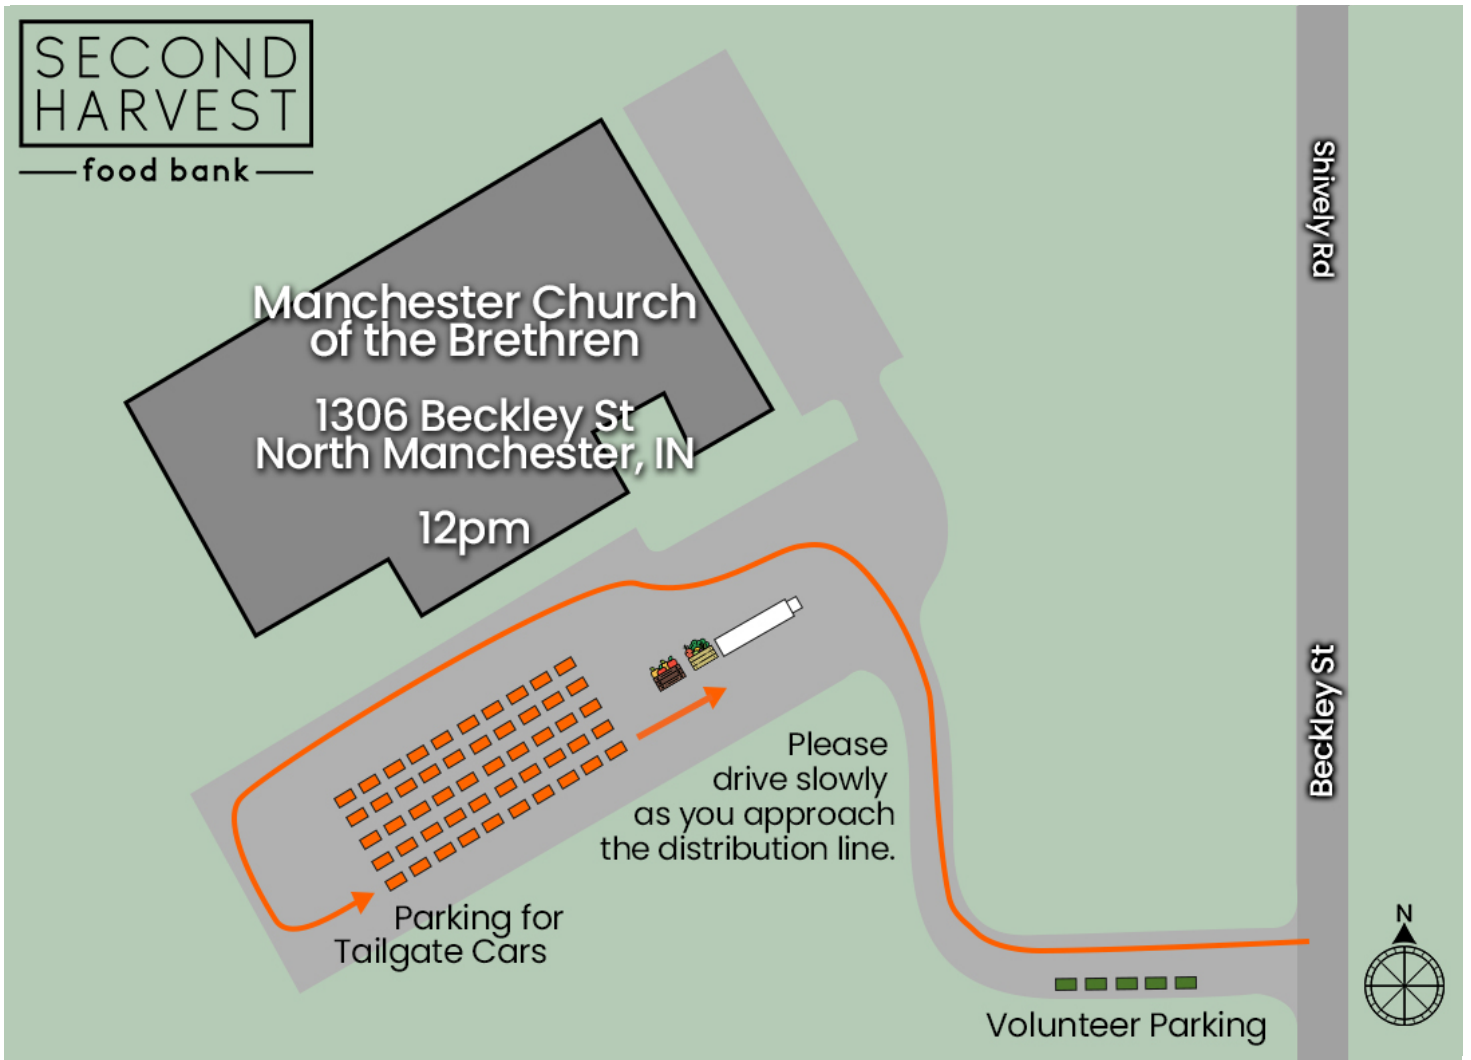 SECOND
HARVEST
food bank
Shively Rd
Manchester Church
of the Brethren
1306 Beckley St
North Manchester, IN
12pm
Beckley St
Please
drive slowly
as you approach
the distribution line.
Parking for
Tailgate Cars
N
Volunteer Parking